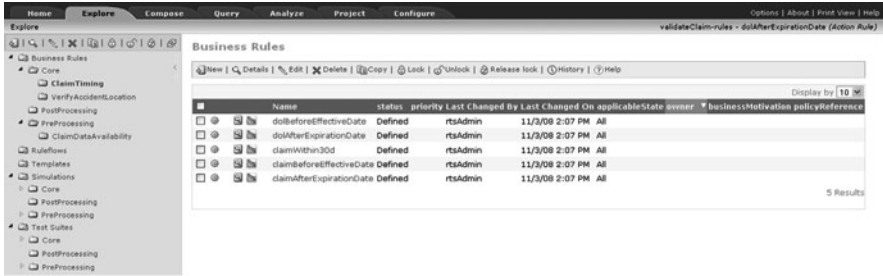 Home Explore Compose Query Analyze Project Configure Options | About | Print View | Help
Explore validateClaim-rules - dolAfterExpirationDate (Action Rule)
Business Rules
New | Details | Edit | Delete | Copy | Lock | Unlock | Release lock | History | Help
Display by 10
Name status priority Last Changed By Last Changed On applicableState owner businessMotivation policyReference
dolBeforeEffectiveDate Defined rtsAdmin 11/3/08 2:07 PM All
dolAfterExpirationDate Defined rtsAdmin 11/3/08 2:07 PM All
claimWithin30d Defined rtsAdmin 11/3/08 2:07 PM All
claimBeforeEffectiveDate Defined rtsAdmin 11/3/08 2:07 PM All
claimAfterExpirationDate Defined rtsAdmin 11/3/08 2:07 PM All
5 Results
Business Rules
Core
ClaimTiming
VerifyAccidentLocation
PostProcessing
PreProcessing
ClaimDataAvailability
Ruleflows
Templates
Simulations
Core
PostProcessing
PreProcessing
Test Suites
Core
PostProcessing
PreProcessing